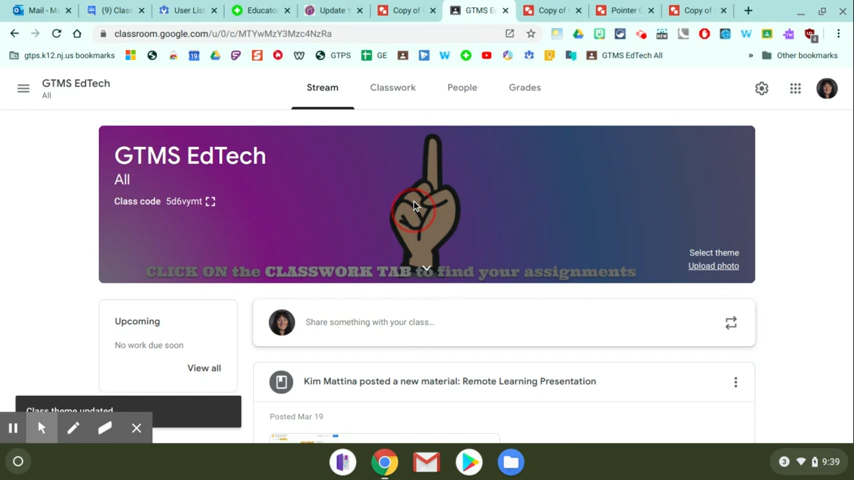 Mail - M
(9) Class
User List
Educator
Update
Copy of
GTMS E
Copy of
Pointer
Copy of
classroom.google.com/u/0/c/MTYwMzY3Mzc4NzRa
gtps.k12.nj.us bookmarks
GTPS
GE
GTMS EdTech All
»
Other bookmarks
GTMS EdTech
All
Stream
Classwork
People
Grades
GTMS EdTech
All
Class code 5d6vymt
CLICK ON the CLASSWORK TAB to find your assignments
Select theme
Upload photo
Upcoming
No work due soon
View all
Share something with your class...
Kim Mattina posted a new material: Remote Learning Presentation
Posted Mar 19
Class theme updated
3
9:39